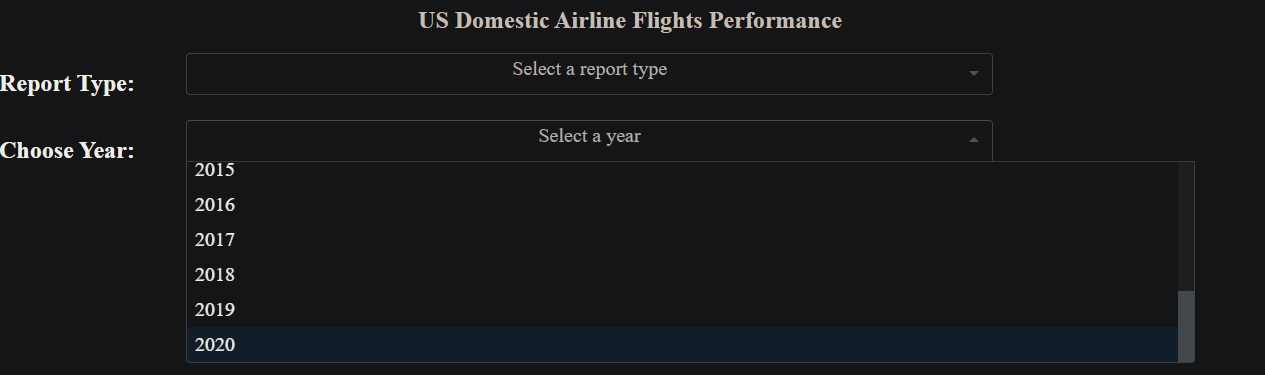 US Domestic Airline Flights Performance
Report Type:
Select a report type
Choose Year:
Select a year
2015
2016
2017
2018
2019
2020